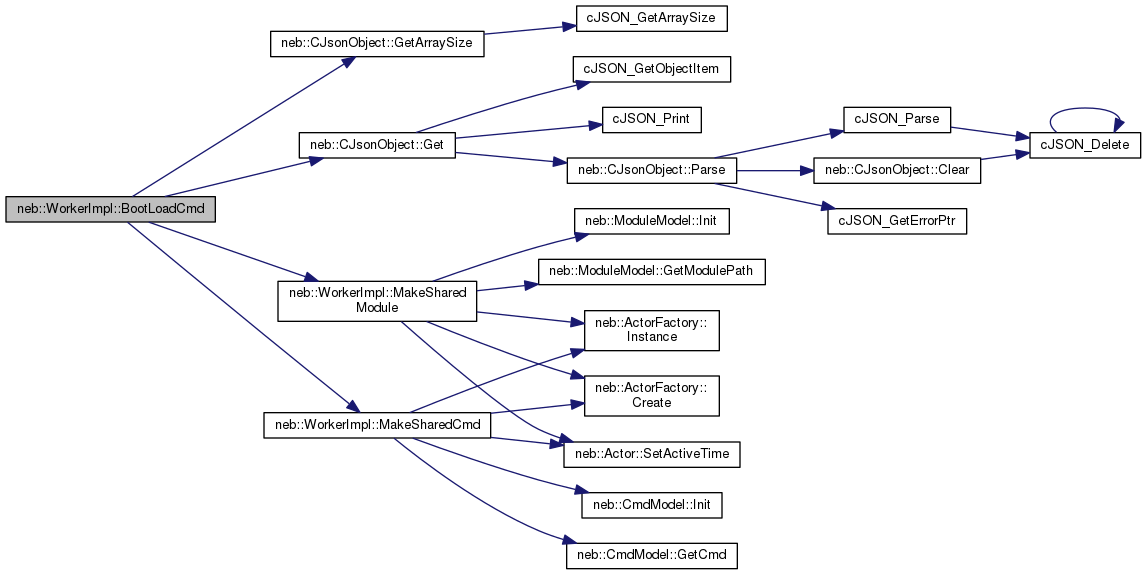 cJSON_GetArraySize
neb::CJsonObject::GetArraySize
cJSON_GetObjectItem
cJSON_Print
cJSON_Parse
neb::CJsonObject::Get
cJSON_Delete
neb::CJsonObject::Parse
neb::CJsonObject::Clear
neb::WorkerImpl::BootLoadCmd
neb::ModuleModel::Init
cJSON_GetErrorPtr
neb::ModuleModel::GetModulePath
neb::WorkerImpl::MakeShared
Module
neb::ActorFactory::
Instance
neb::ActorFactory::
Create
neb::WorkerImpl::MakeSharedCmd
neb::Actor::SetActiveTime
neb::CmdModel::Init
neb::CmdModel::GetCmd